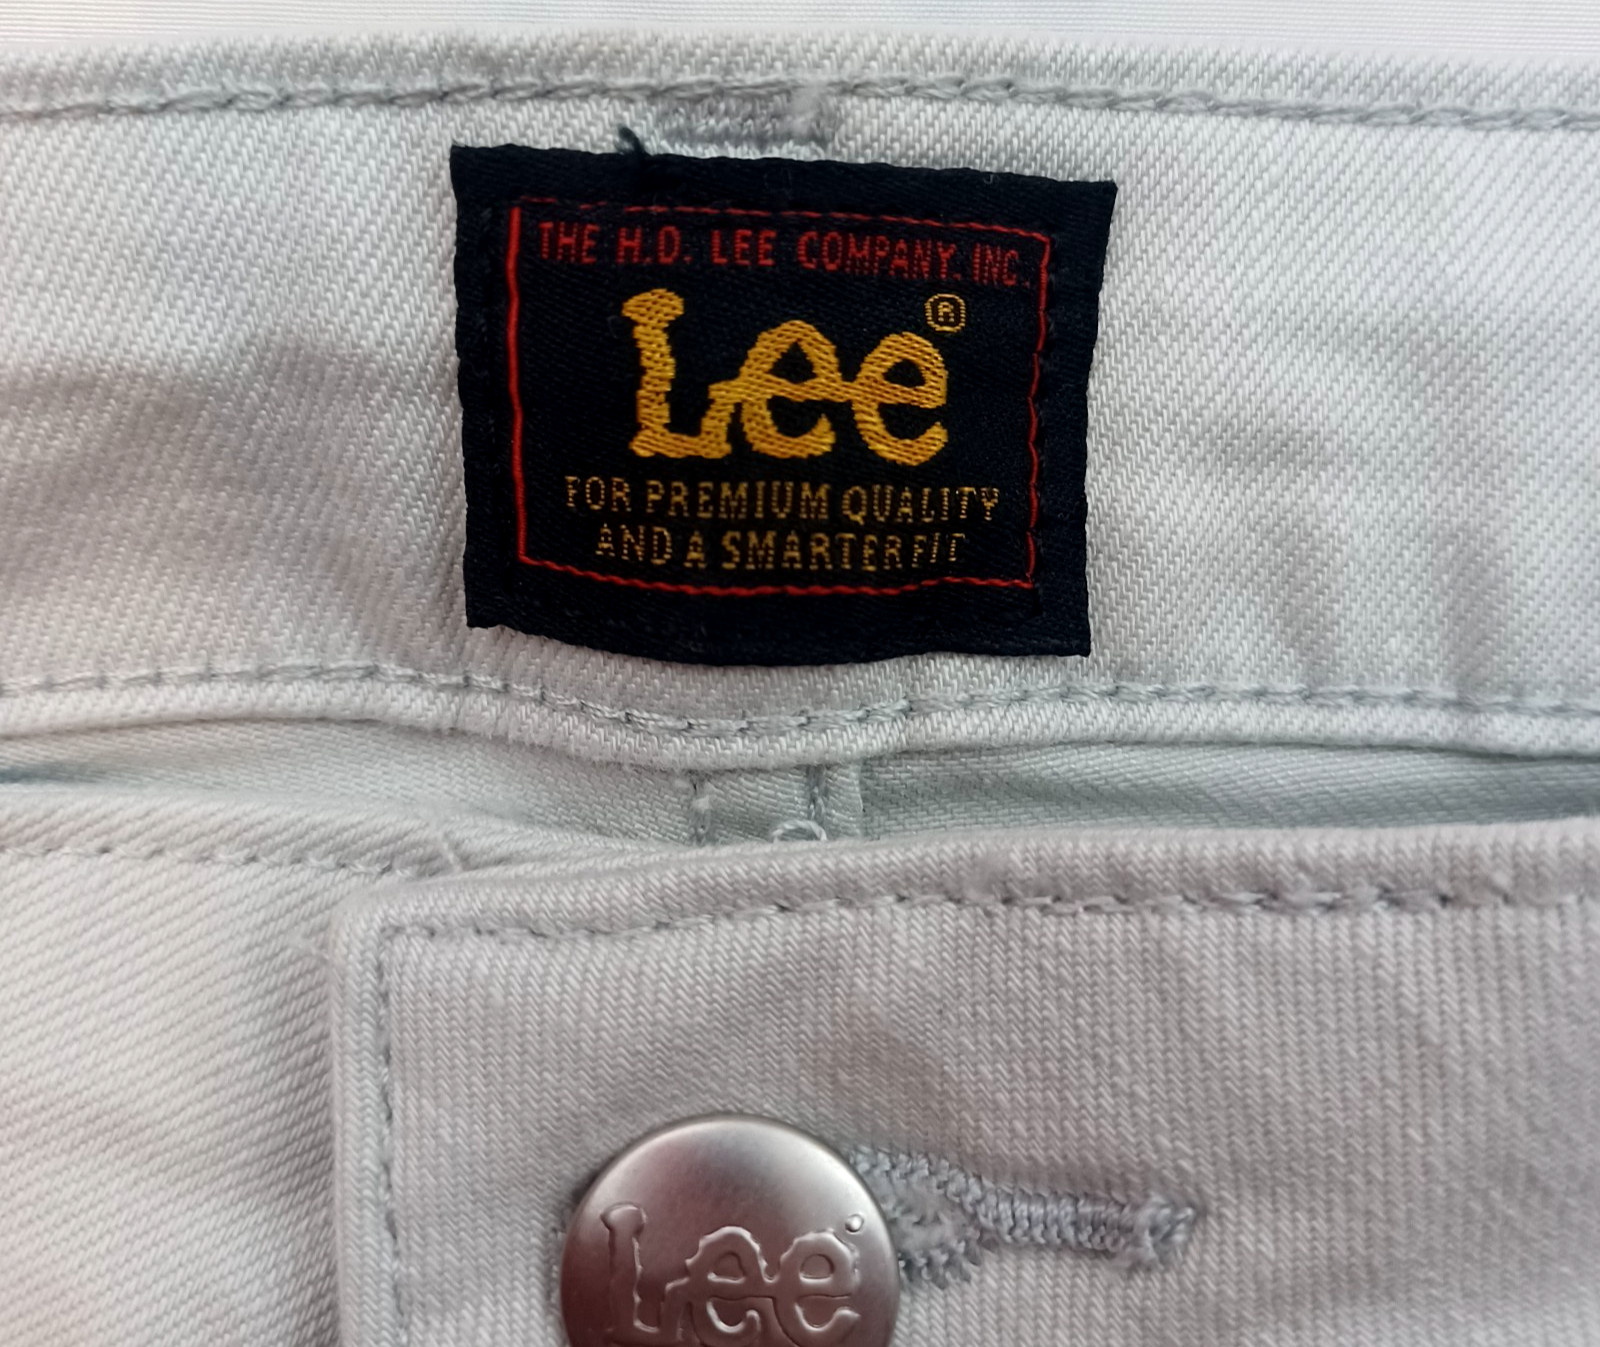 THE H.D. LEE COMPANY, INC.
Lee®
FOR PREMIUM QUALITY
AND A SMARTER FIT
Lee